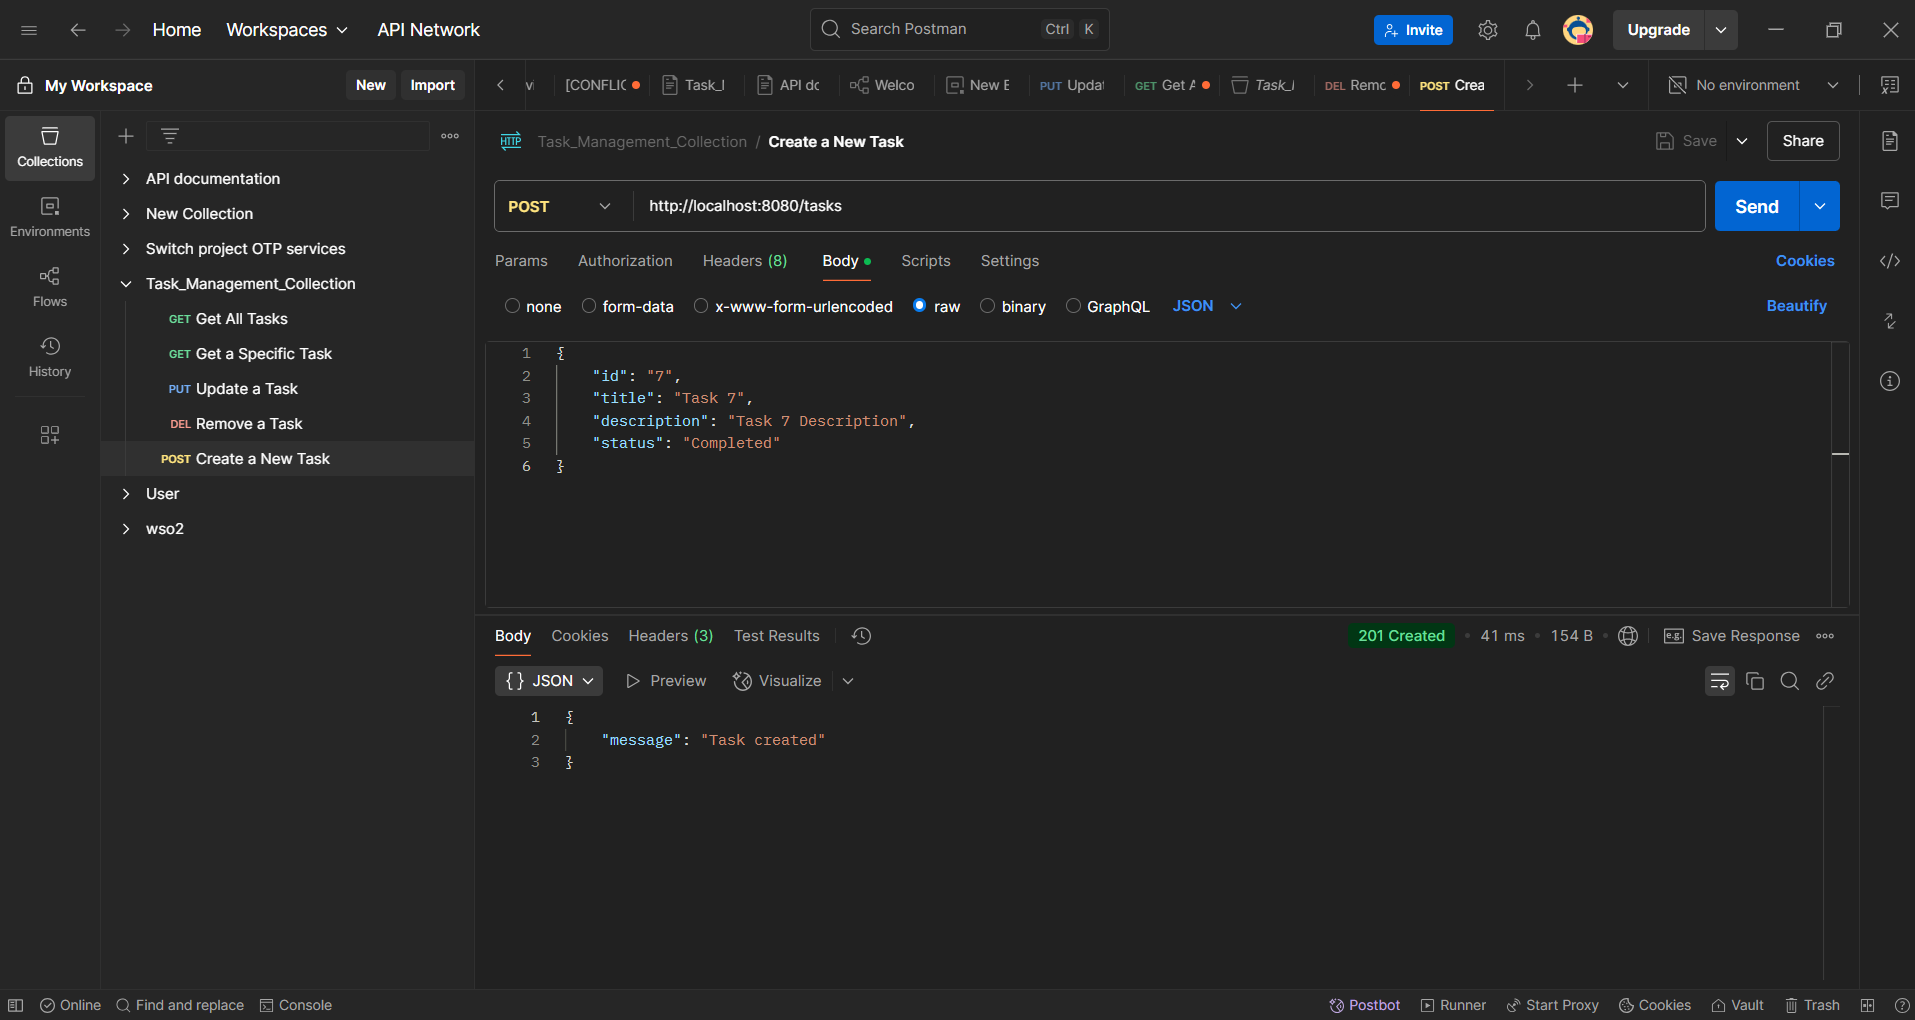 Home Workspaces API Network Search Postman Ctrl K Invite Upgrade
My Workspace New Import [CONFLIC Task_I API do Welco New E PUT Updat GET Get A Task_I DEL Remo POST Crea No environment
Collections
Environments
Flows
History
API documentation
New Collection
Switch project OTP services
Task_Management_Collection
GET Get All Tasks
GET Get a Specific Task
PUT Update a Task
DEL Remove a Task
POST Create a New Task
User
wso2
HTTP Task_Management_Collection / Create a New Task Save Share
POST http://localhost:8080/tasks Send
Params Authorization Headers (8) Body Scripts Settings Cookies
none form-data x-www-form-urlencoded raw binary GraphQL JSON Beautify
1 {
2 "id": "7",
3 "title": "Task 7",
4 "description": "Task 7 Description",
5 "status": "Completed"
6 }
Body Cookies Headers (3) Test Results 201 Created • 41 ms • 154 B • e.g. Save Response
{} JSON Preview Visualize
1 {
2 "message": "Task created"
3 }
Online Find and replace Console Postbot Runner Start Proxy Cookies Vault Trash